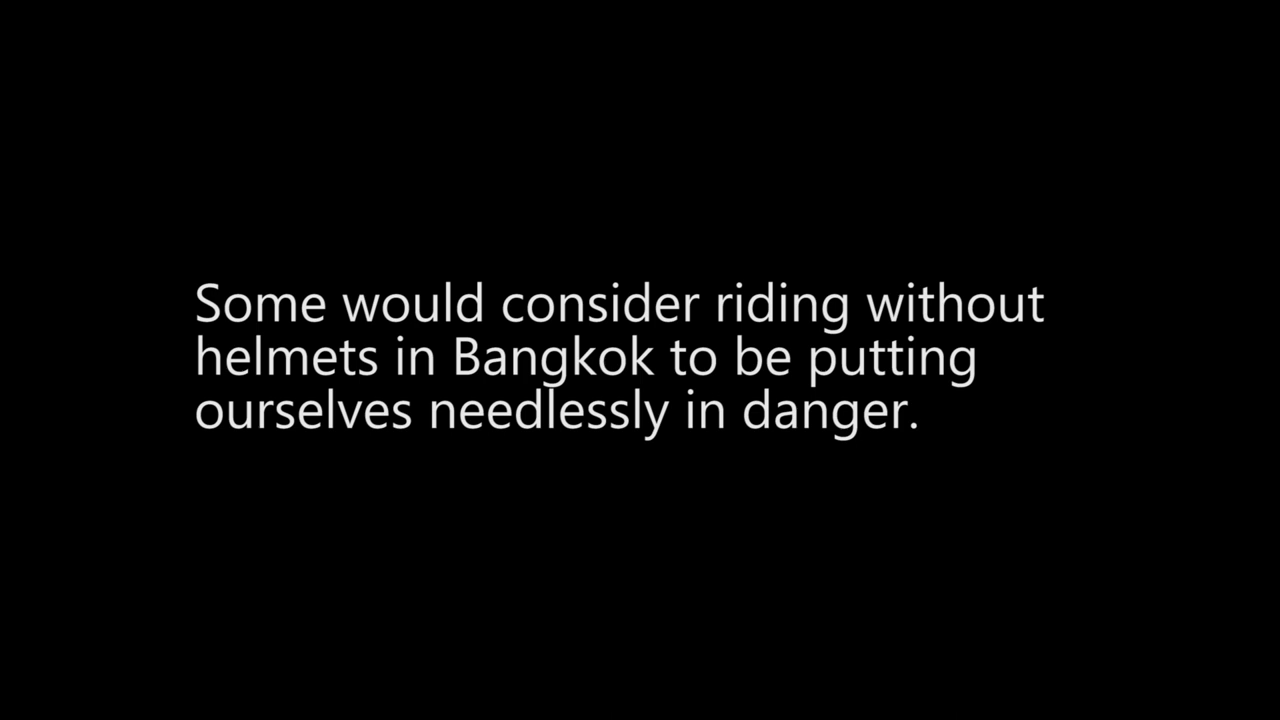 Some would consider riding without
helmets in Bangkok to be putting
ourselves needlessly in danger.